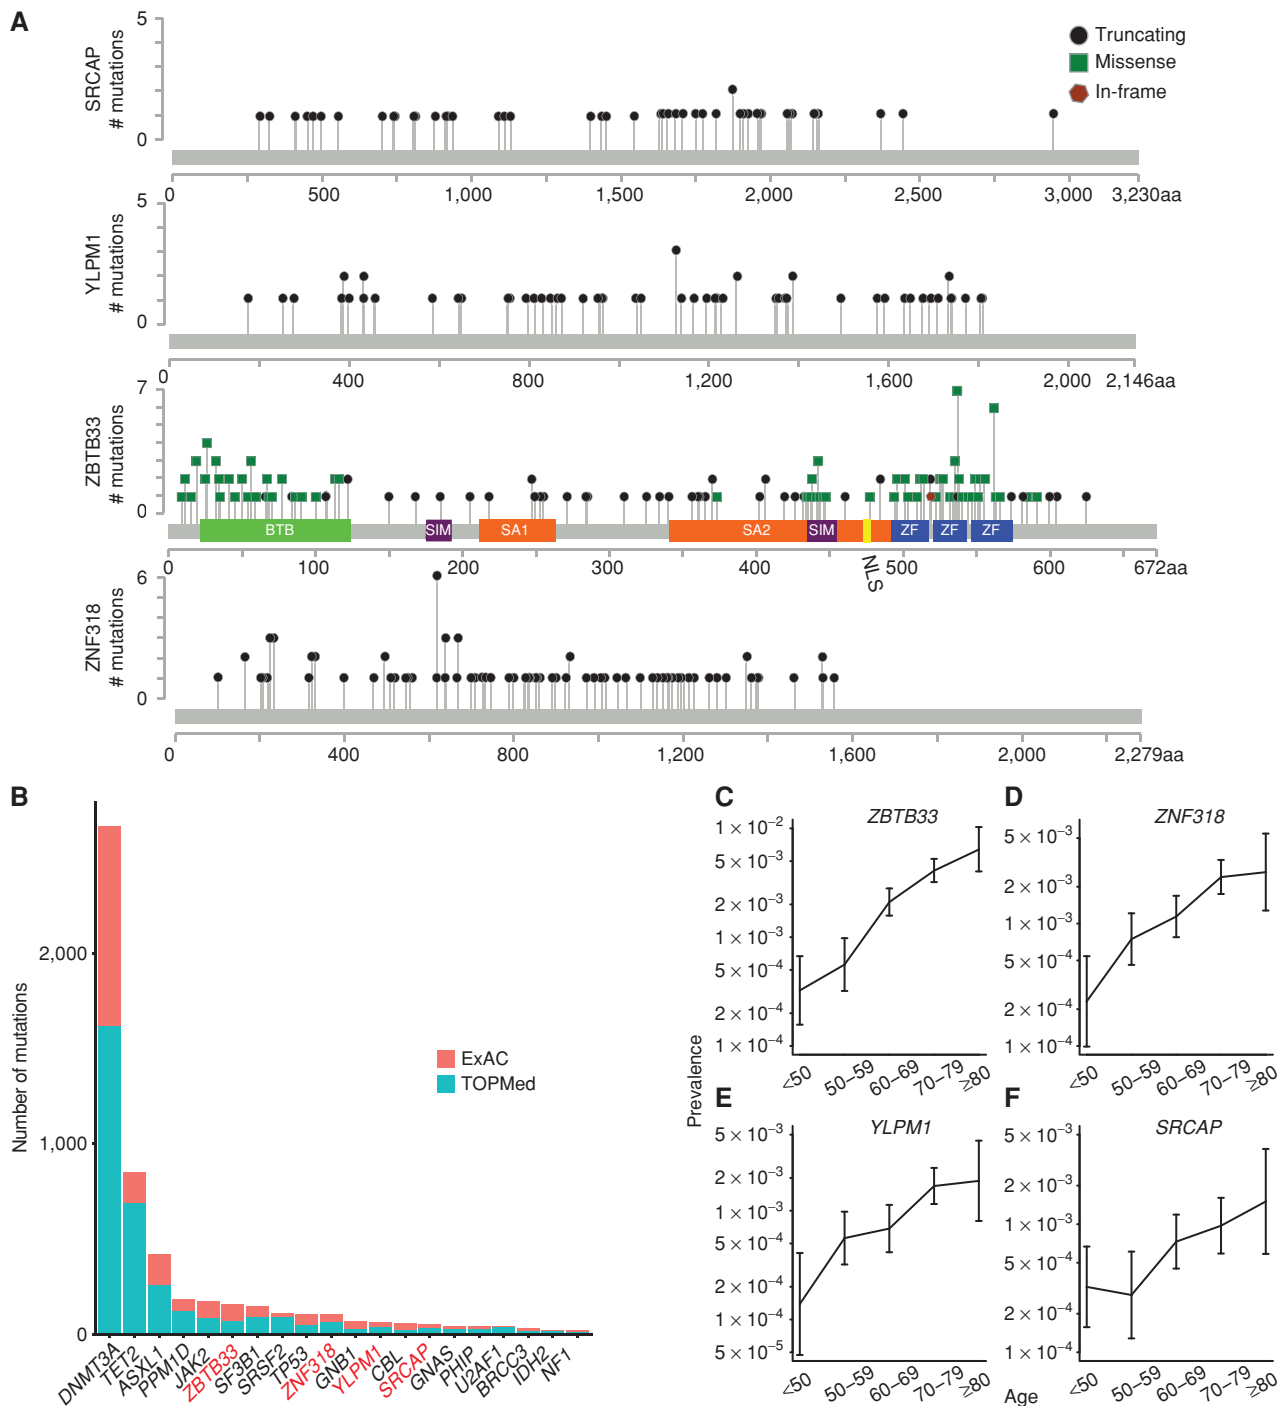 A
SRCAP
# mutations
5
0
0 500 1,000 1,500 2,000 2,500 3,000 3,230aa
Truncating
Missense
In-frame
YLPM1
# mutations
5
0
0 400 800 1,200 1,600 2,000 2,146aa
ZBTB33
# mutations
7
0
BTB SIM SA1 SA2 SIM ZF ZF ZF
0 100 200 300 400 500 600 672aa
NLS
ZNF318
# mutations
6
0
0 400 800 1,200 1,600 2,000 2,279aa
B
Number of mutations
2,000
1,000
0
ExAC
TOPMed
DNMT3A TET2 ASXL1 PPM1D JAK2 ZBTB33 SF3B1 SRSF2 TP53 ZNF318 GNB1 YLPM1 CBL SRCAP GNAS PHIP U2AF1 BRCC3 IDH2 NF1
Prevalence
C
ZBTB33
1 × 10⁻²
5 × 10⁻³
2 × 10⁻³
1 × 10⁻³
5 × 10⁻⁴
2 × 10⁻⁴
1 × 10⁻⁴
<50 50–59 60–69 70–79 ≥80
D
ZNF318
5 × 10⁻³
2 × 10⁻³
1 × 10⁻³
5 × 10⁻⁴
2 × 10⁻⁴
1 × 10⁻⁴
<50 50–59 60–69 70–79 ≥80
E
YLPM1
5 × 10⁻³
2 × 10⁻³
1 × 10⁻³
5 × 10⁻⁴
2 × 10⁻⁴
1 × 10⁻⁴
5 × 10⁻⁵
<50 50–59 60–69 70–79 ≥80
F
SRCAP
5 × 10⁻³
2 × 10⁻³
1 × 10⁻³
5 × 10⁻⁴
2 × 10⁻⁴
1 × 10⁻⁴
<50 50–59 60–69 70–79 ≥80
Age